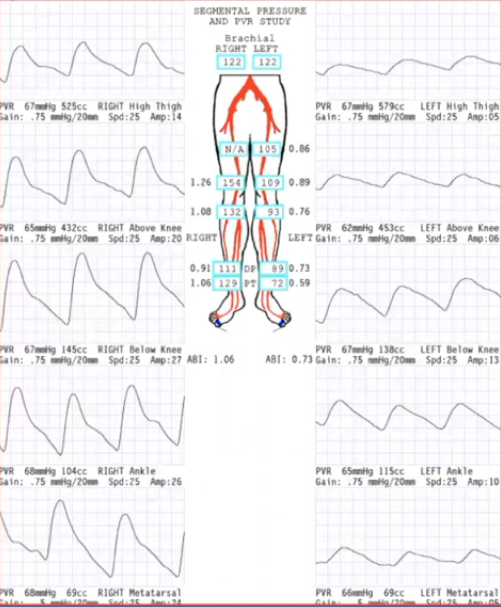 SEGMENTAL PRESSURE
AND PVR STUDY
Brachial
RIGHT LEFT
122 122
PVR 67mmHg 525cc RIGHT High Thigh
Gain: .75 mmHg/20mm Spd:25 Amp:14
PVR 67mmHg 579cc LEFT High Thigh
Gain: .75 mmHg/20mm Spd:25 Amp:05
N/A 105 0.86
1.26 154 109 0.89
1.08 132 93 0.76
PVR 65mmHg 432cc RIGHT Above Knee
Gain: .75 mmHg/20mm Spd:25 Amp:20
PVR 62mmHg 453cc LEFT Above Knee
Gain: .75 mmHg/20mm Spd:25 Amp:06
RIGHT LEFT
0.91 111 DP 89 0.73
1.06 129 PT 72 0.59
PVR 67mmHg 145cc RIGHT Below Knee
Gain: .75 mmHg/20mm Spd:25 Amp:27
ABI: 1.06 ABI: 0.73
PVR 67mmHg 138cc LEFT Below Knee
Gain: .75 mmHg/20mm Spd:25 Amp:13
PVR 68mmHg 104cc RIGHT Ankle
Gain: .75 mmHg/20mm Spd:25 Amp:26
PVR 65mmHg 115cc LEFT Ankle
Gain: .75 mmHg/20mm Spd:25 Amp:10
PVR 68mmHg 69cc RIGHT Metatarsal
PVR 66mmHg 69cc LEFT Metatarsal